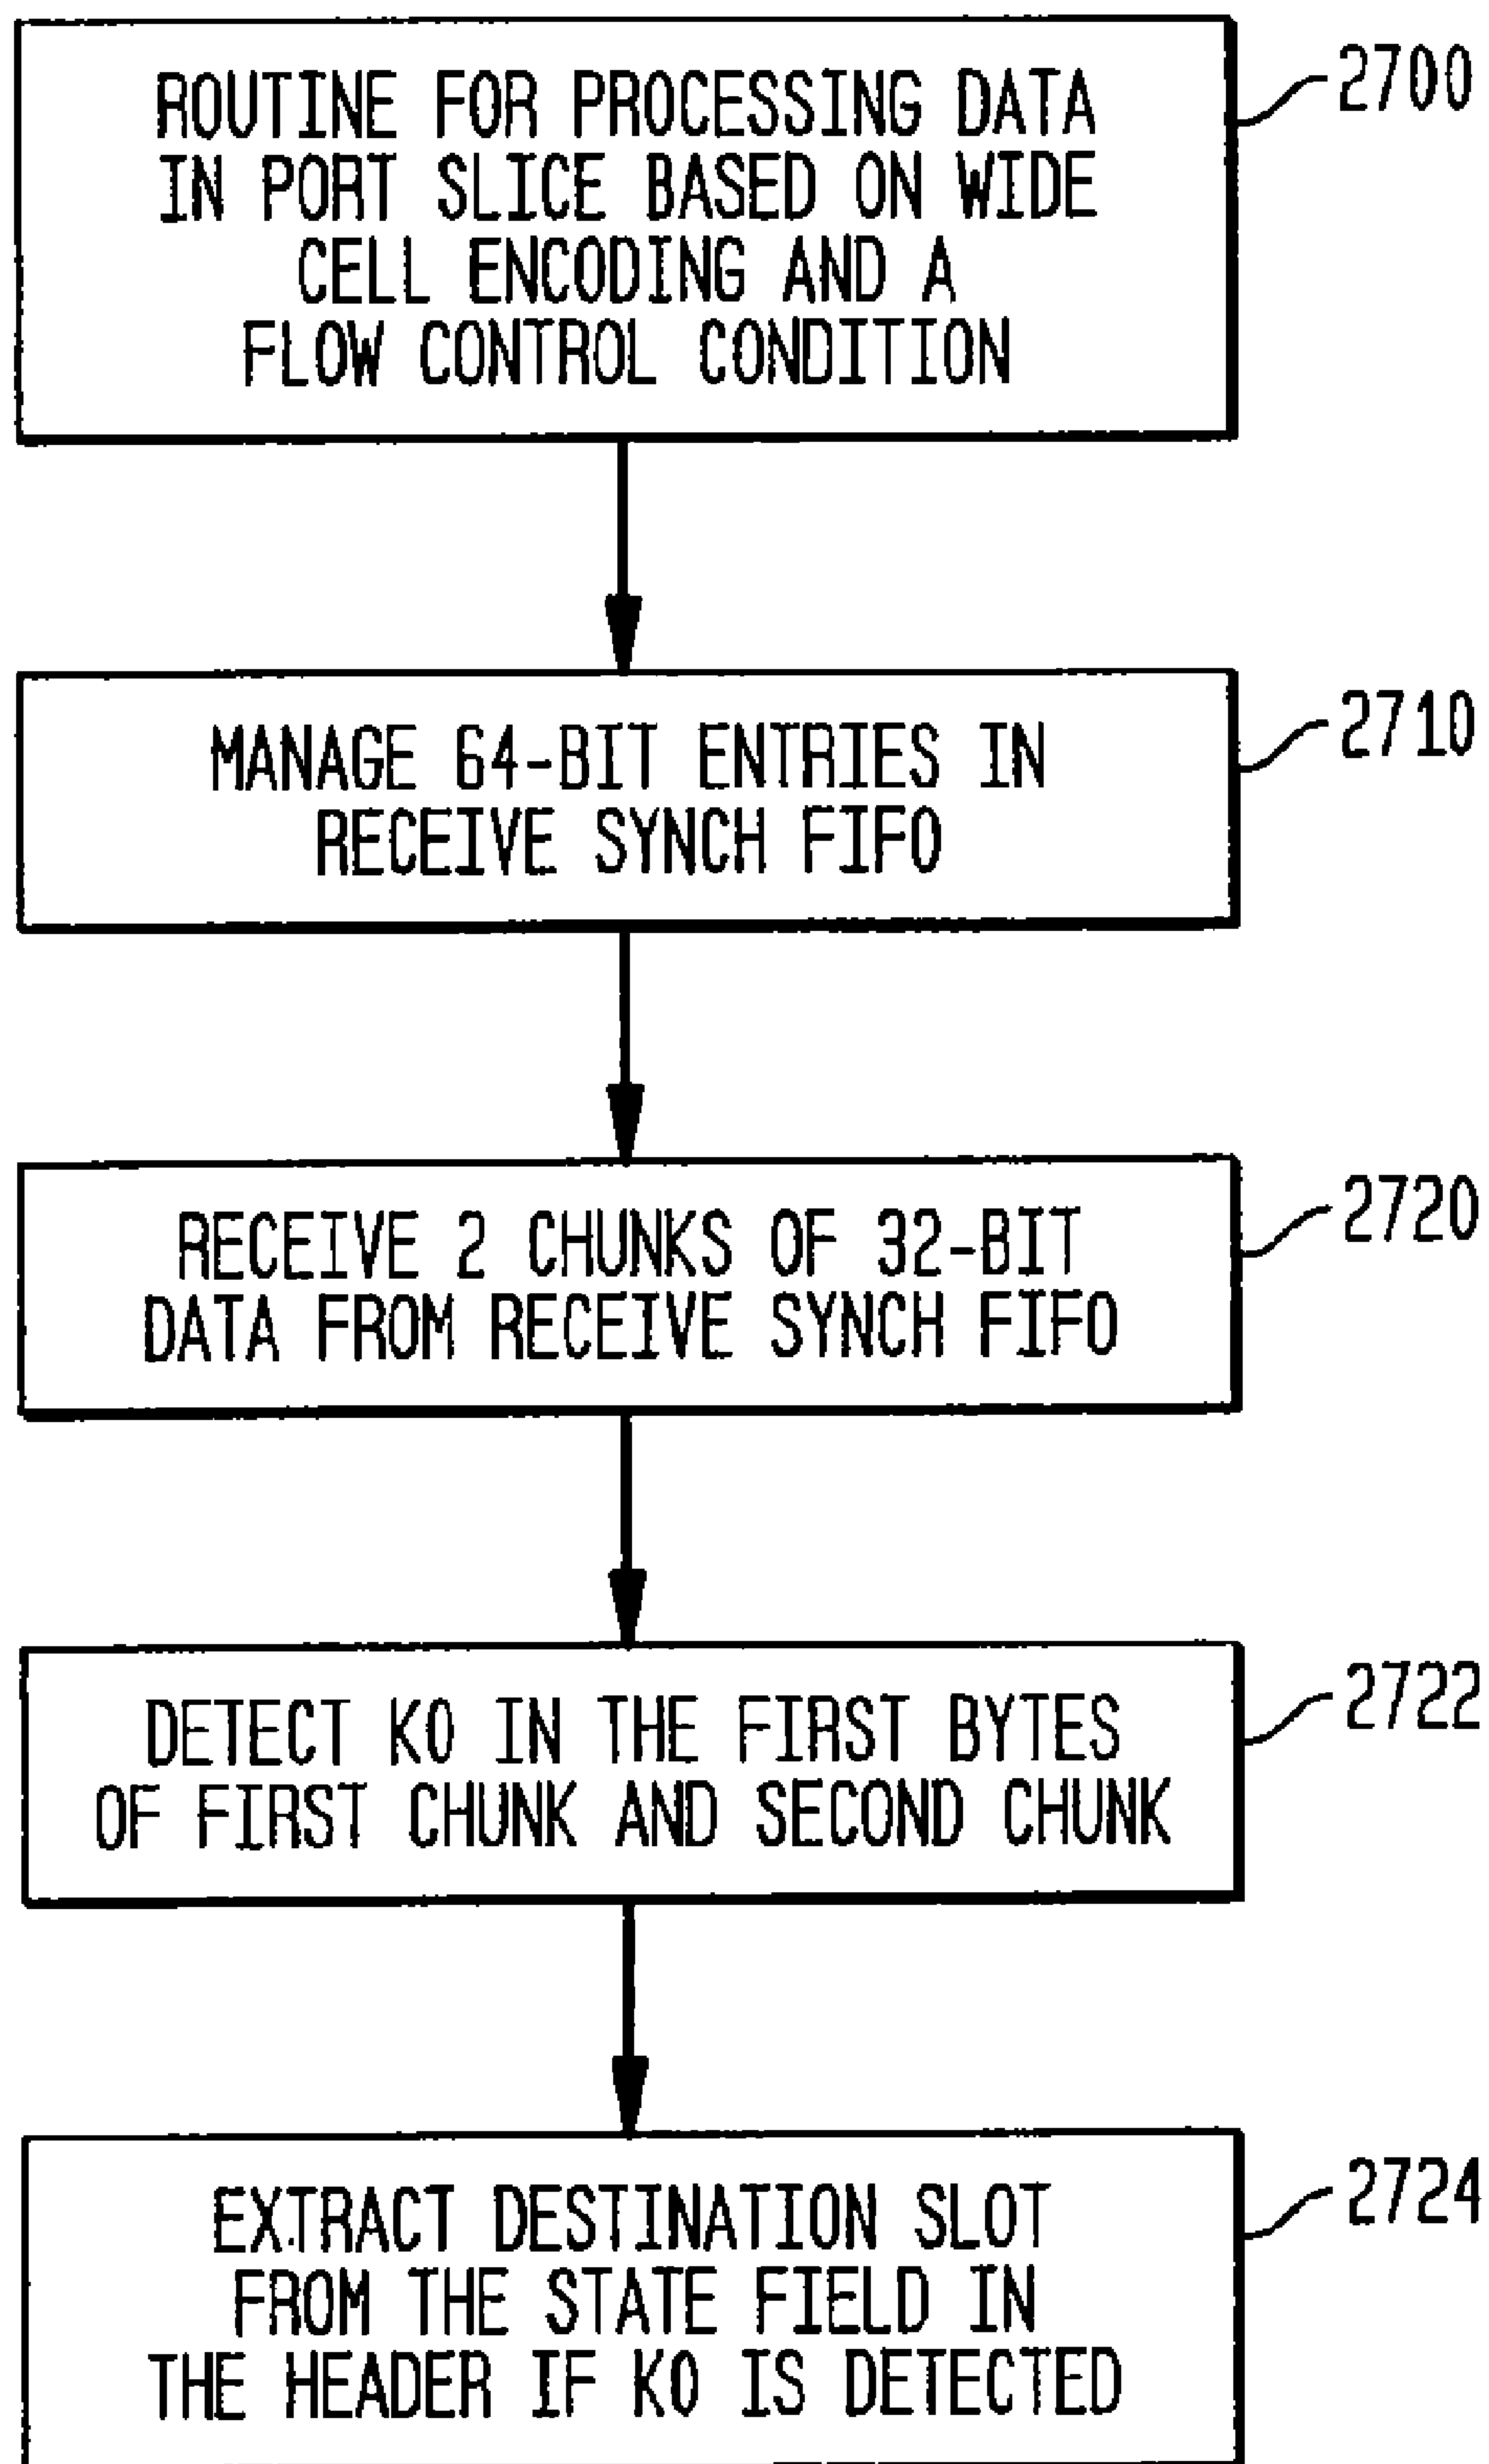 ROUTINE FOR PROCESSING DATA
IN PORT SLICE BASED ON WIDE
CELL ENCODING AND A
FLOW CONTROL CONDITION
2700
MANAGE 64-BIT ENTRIES IN
RECEIVE SYNCH FIFO
2710
RECEIVE 2 CHUNKS OF 32-BIT
DATA FROM RECEIVE SYNCH FIFO
2720
DETECT K0 IN THE FIRST BYTES
OF FIRST CHUNK AND SECOND CHUNK
2722
EXTRACT DESTINATION SLOT
FROM THE STATE FIELD IN
THE HEADER IF K0 IS DETECTED
2724